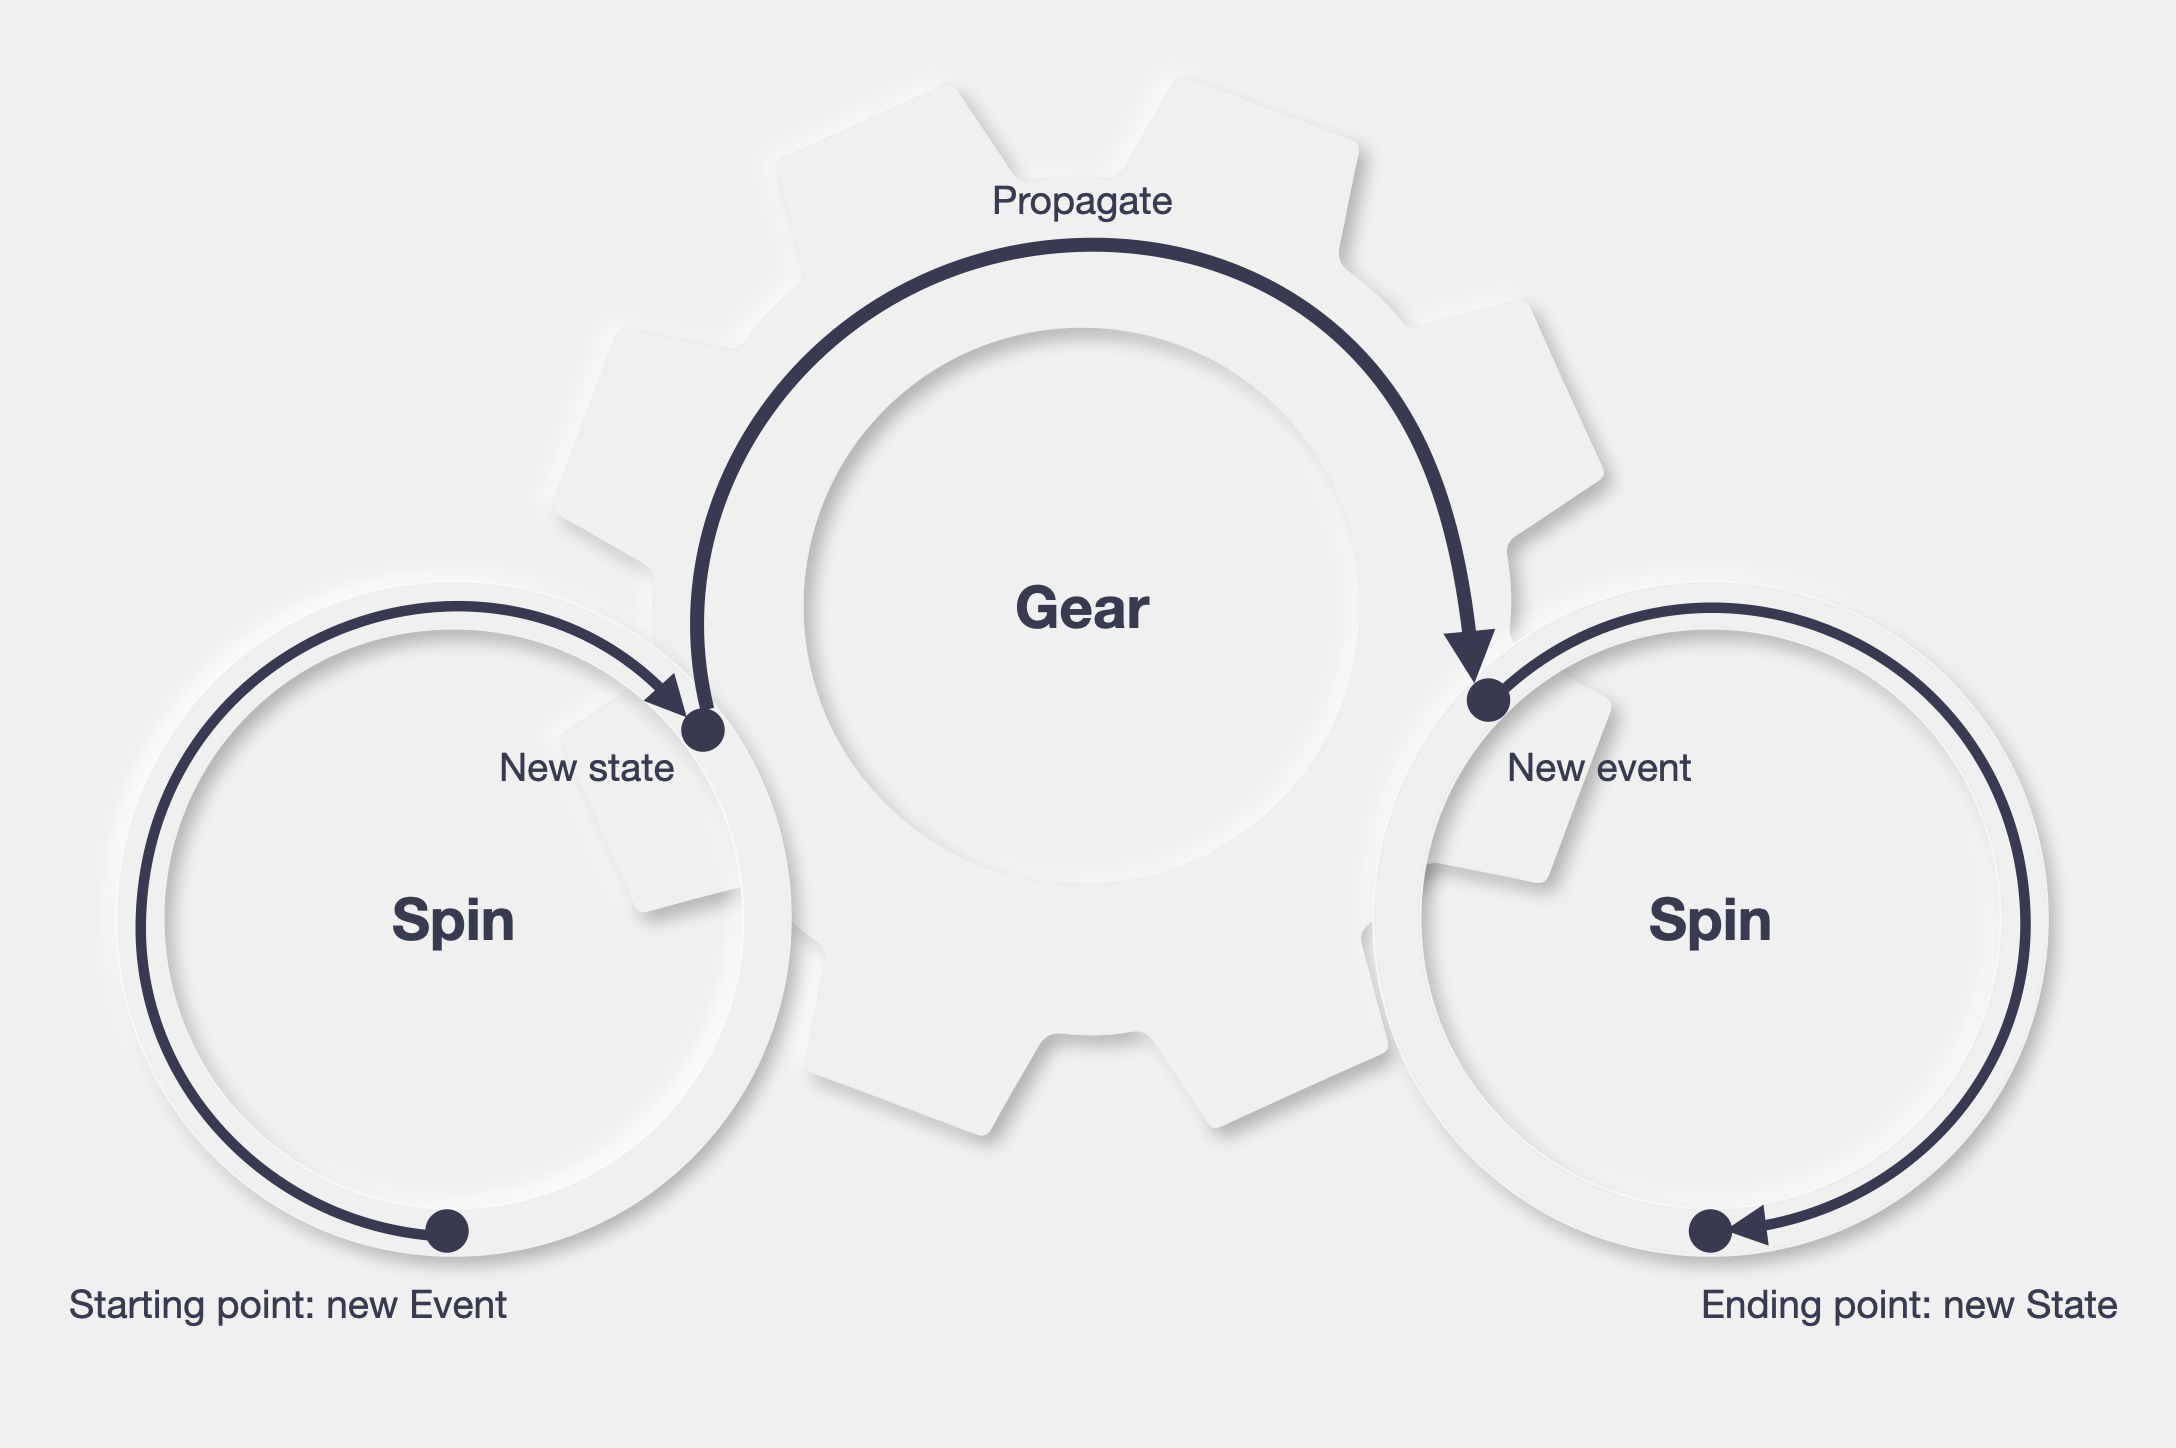 Propagate
Gear
New state
New event
Spin
Spin
Starting point: new Event
Ending point: new State